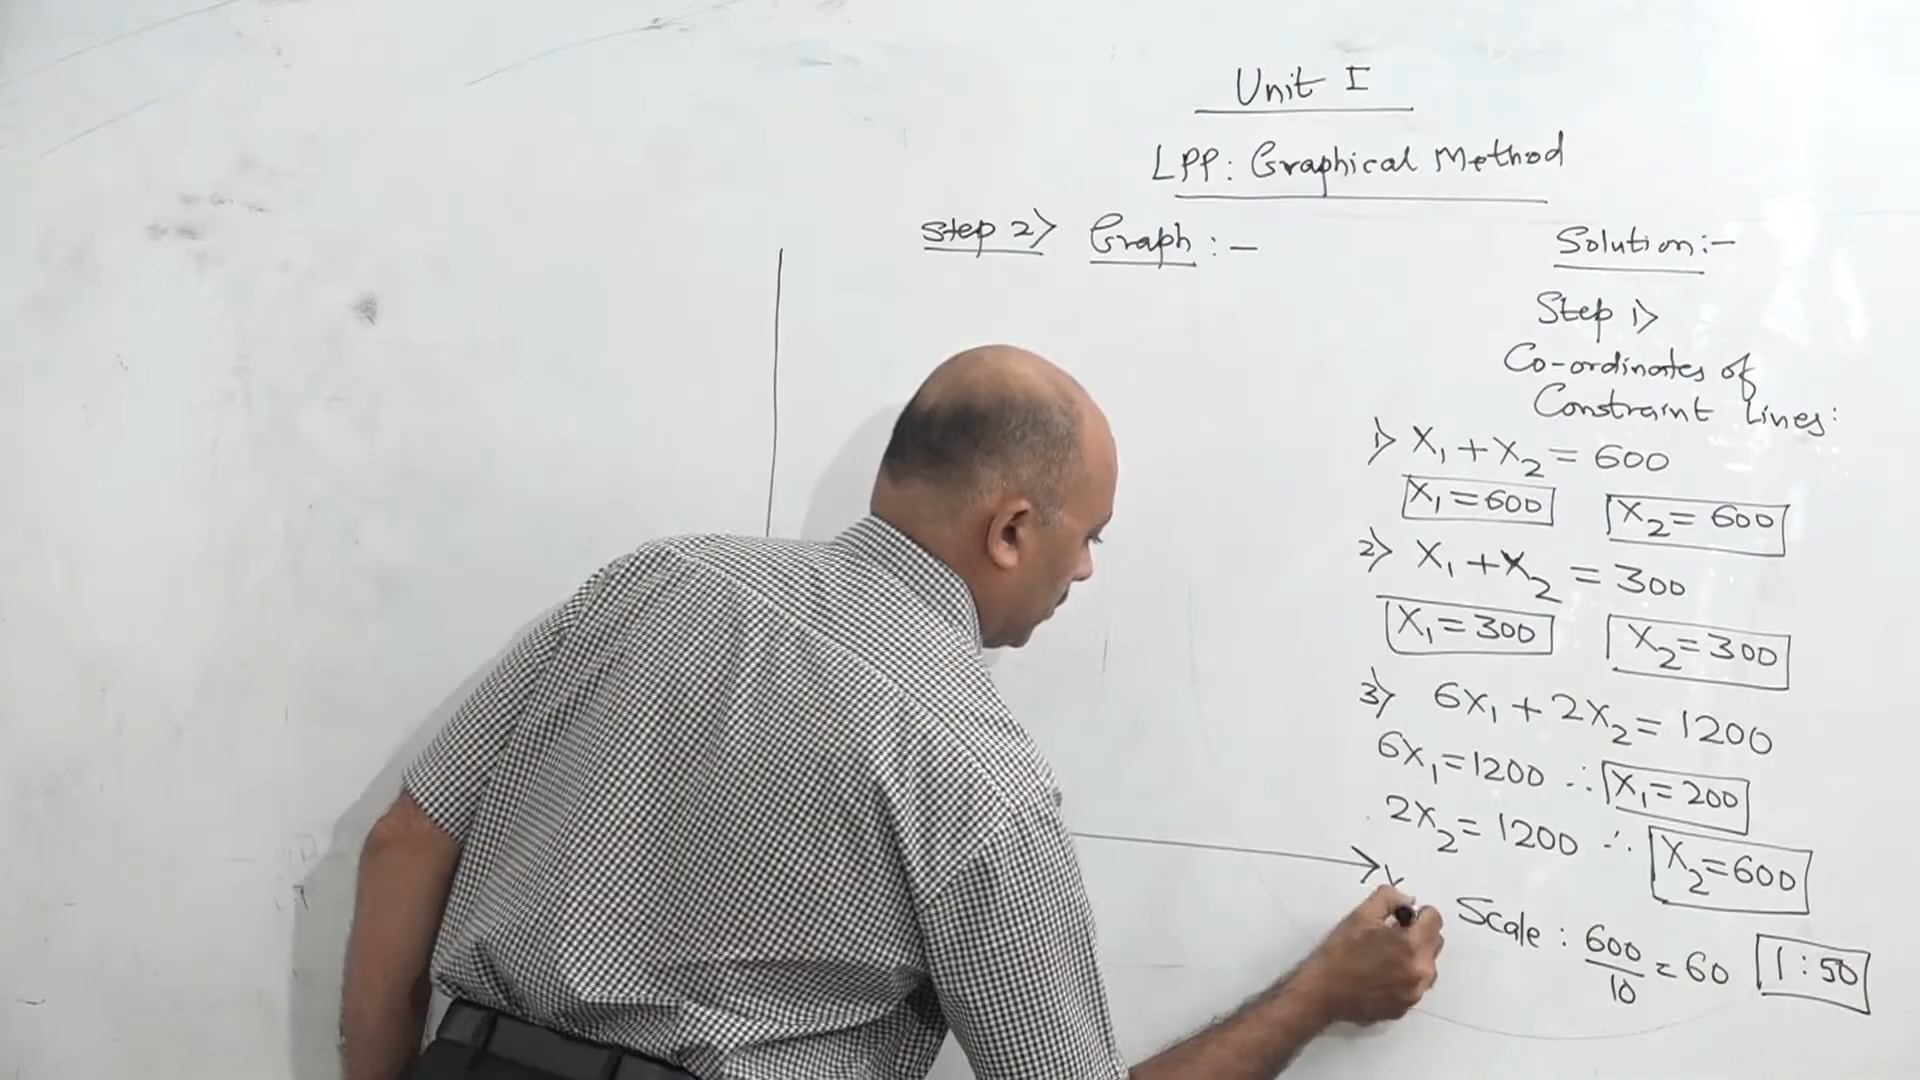 Unit I
LPP: Graphical Method
Step 2> Graph:-
Solution:-
Step 1>
Co-ordinates of
Constraint Lines:
1> X₁ + X₂ = 600
X₁ = 600 X₂ = 600
2> X₁ + X₂ = 300
X₁ = 300 X₂ = 300
3> 6X₁ + 2X₂ = 1200
6X₁ = 1200 ∴ X₁ = 200
2X₂ = 1200 ∴ X₂ = 600
Scale: 600/10 = 60 1:50